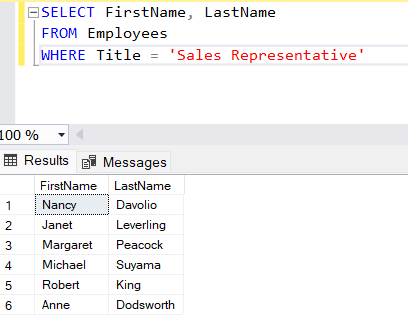 SELECT FirstName, LastName
FROM Employees
WHERE Title = 'Sales Representative'
100 %
Results Messages
FirstName LastName
1 Nancy Davolio
2 Janet Leverling
3 Margaret Peacock
4 Michael Suyama
5 Robert King
6 Anne Dodsworth